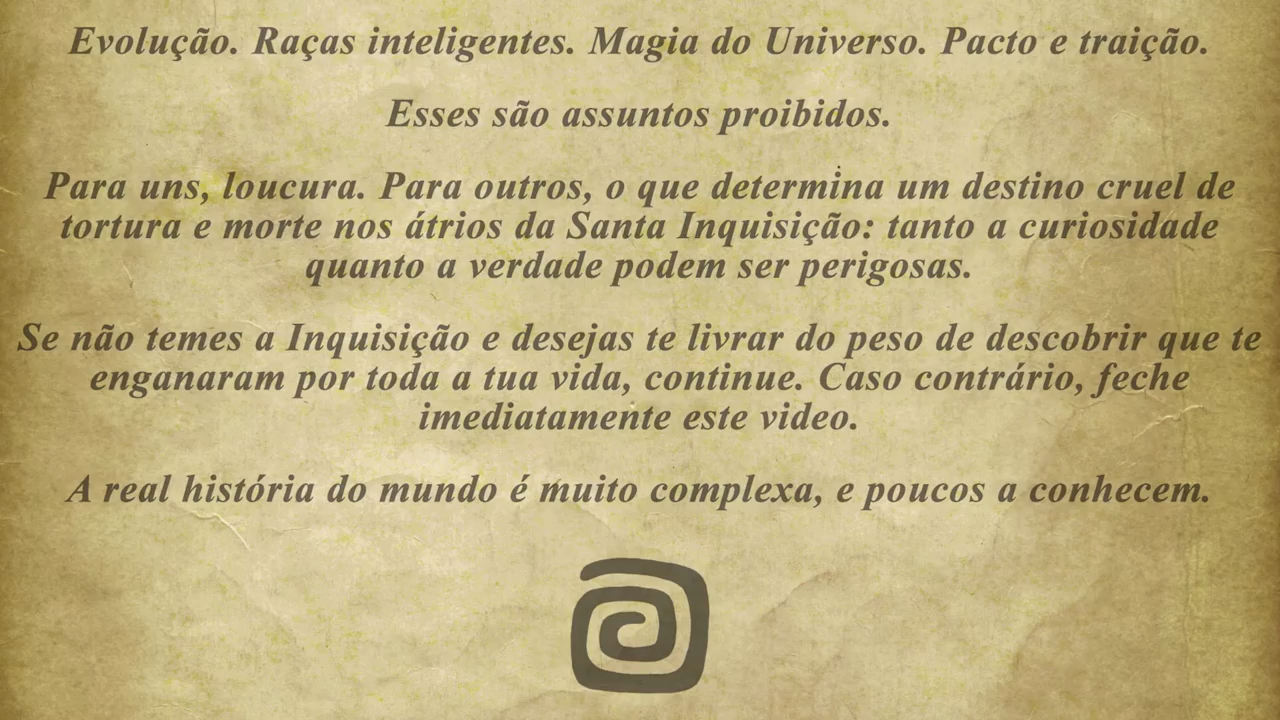 Evolução. Raças inteligentes. Magia do Universo. Pacto e traição.
Esses são assuntos proibidos.
Para uns, loucura. Para outros, o que determina um destino cruel de
tortura e morte nos átrios da Santa Inquisição: tanto a curiosidade
quanto a verdade podem ser perigosas.
Se não temes a Inquisição e desejas te livrar do peso de descobrir que te
enganaram por toda a tua vida, continue. Caso contrário, feche
imediatamente este video.
A real história do mundo é muito complexa, e poucos a conhecem.